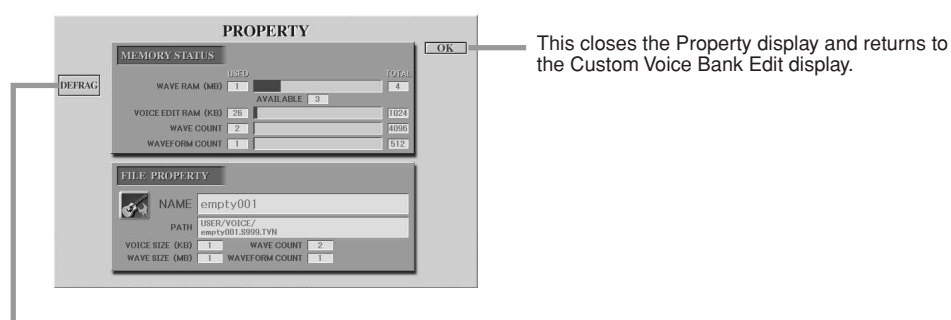 PROPERTY
MEMORY STATUS
OK
This closes the Property display and returns to
the Custom Voice Bank Edit display.
DEFRAG
USED
TOTAL
WAVE RAM (MB) 1 4
AVAILABLE 3
VOICE EDIT RAM (KB) 26 1024
WAVE COUNT 2 4096
WAVEFORM COUNT 1 512
FILE PROPERTY
NAME empty001
PATH USER/VOICE/
empty001.S999.TVN
VOICE SIZE (KB) 1 WAVE COUNT 2
WAVE SIZE (MB) 1 WAVEFORM COUNT 1